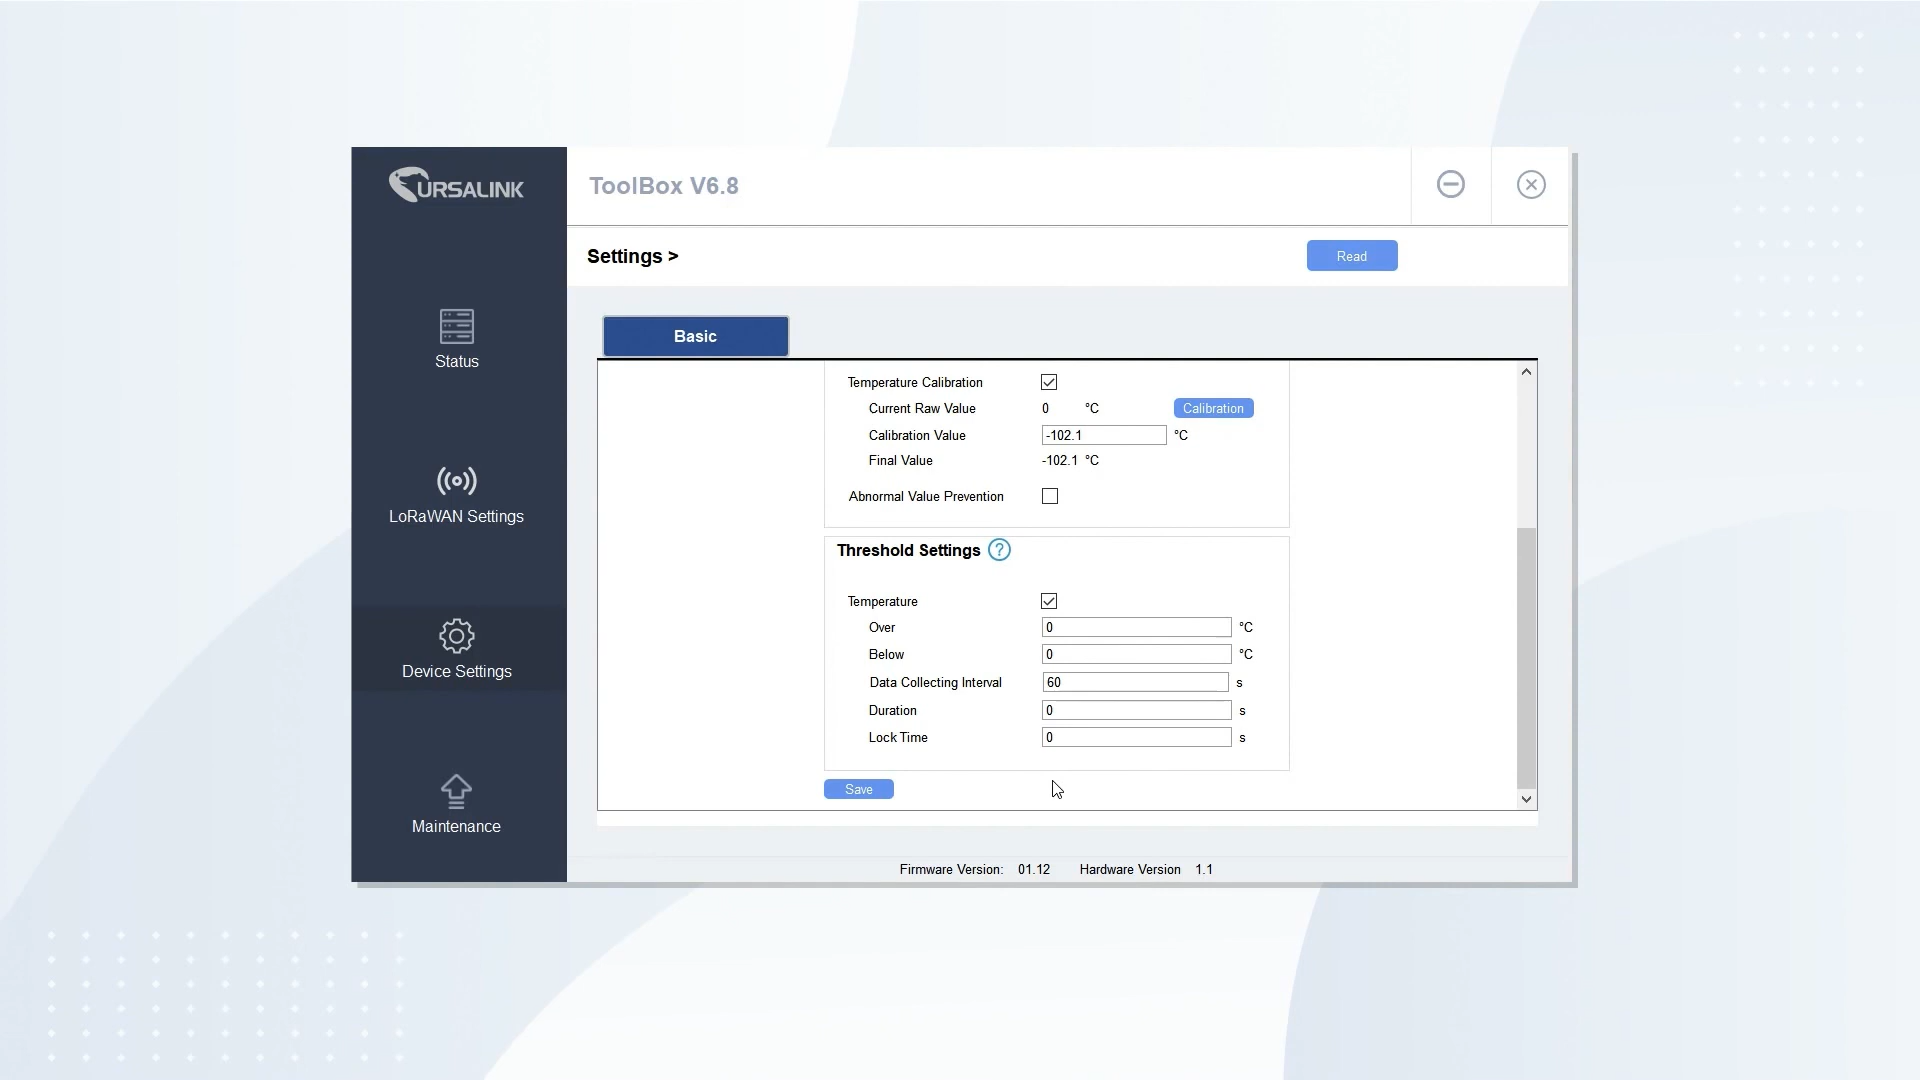 URSALINK
ToolBox V6.8
Settings >
Read
Status
LoRaWAN Settings
Device Settings
Maintenance
Basic
Temperature Calibration
Current Raw Value 0 °C Calibration
Calibration Value -102.1 °C
Final Value -102.1 °C
Abnormal Value Prevention
Threshold Settings ?
Temperature
Over 0 °C
Below 0 °C
Data Collecting Interval 60 s
Duration 0 s
Lock Time 0 s
Save
Firmware Version: 01.12 Hardware Version 1.1